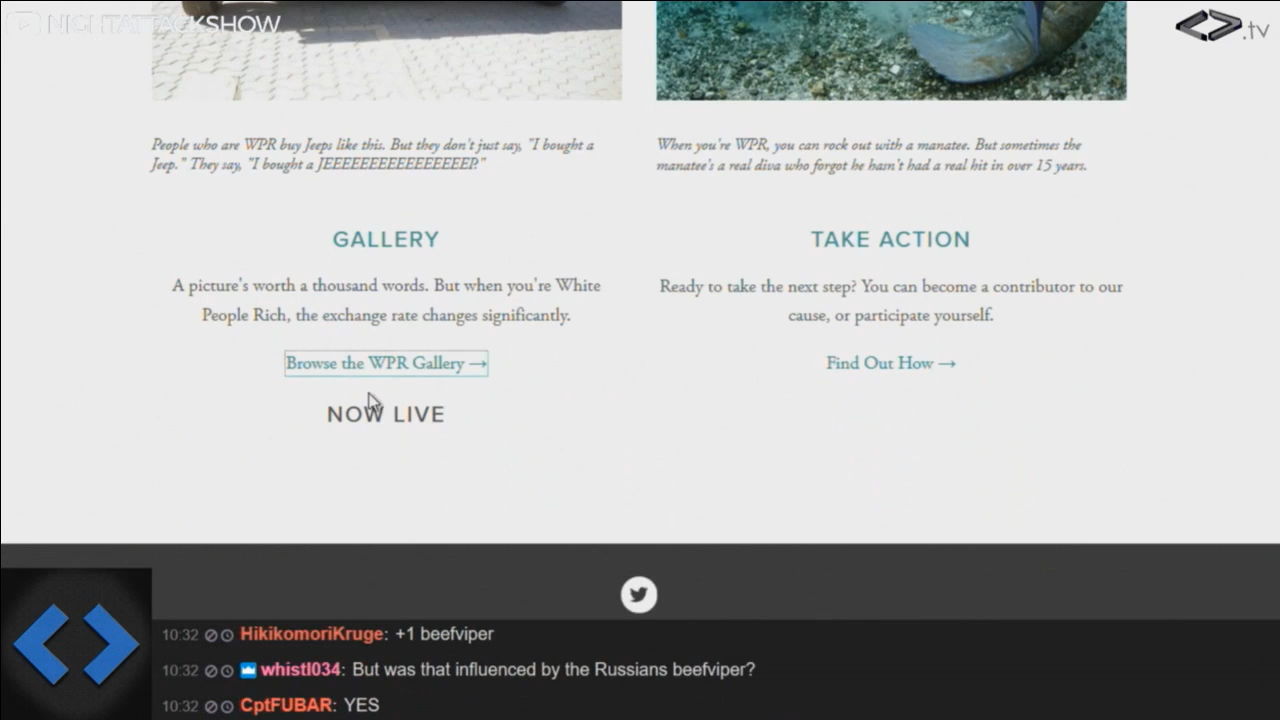 NIGHTATTACKSHOW
.tv
People who are WPR buy Jeeps like this. But they don't just say, "I bought a
Jeep." They say, "I bought a JEEEEEEEEEEEEEEEEP."
When you're WPR, you can rock out with a manatee. But sometimes the
manatee's a real diva who forgot he hasn't had a real hit in over 15 years.
GALLERY
A picture's worth a thousand words. But when you're White
People Rich, the exchange rate changes significantly.
Browse the WPR Gallery →
NOW LIVE
TAKE ACTION
Ready to take the next step? You can become a contributor to our
cause, or participate yourself.
Find Out How →
10:32 HikikomoriKruge: +1 beefviper
10:32 whistl034: But was that influenced by the Russians beefviper?
10:32 CptFUBAR: YES